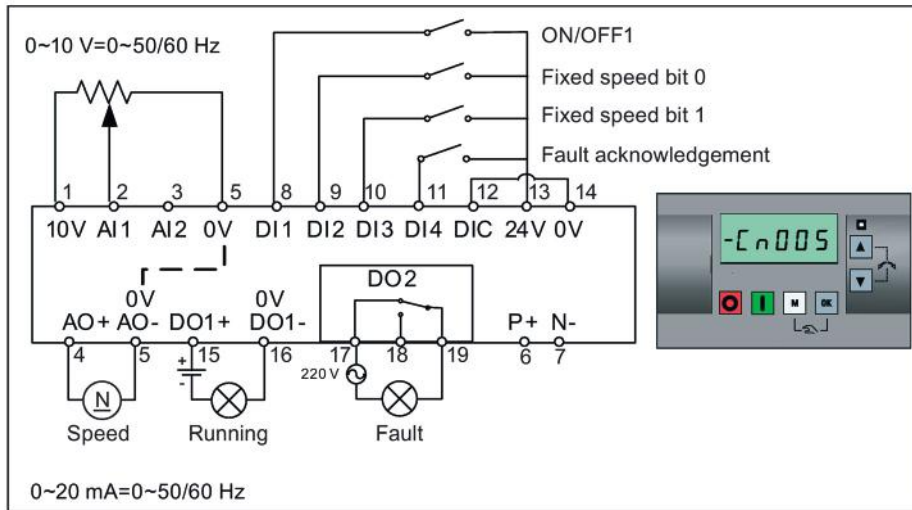 ON/OFF1
0~10 V=0~50/60 Hz
Fixed speed bit 0
Fixed speed bit 1
Fault acknowledgement
1 2 3 5 8 9 10 11 12 13 14
10V AI1 AI2 0V DI1 DI2 DI3 DI4 DIC 24V 0V
-Cn005
M OK
DO2
0V 0V
AO+ AO- DO1+ DO1- P+ N-
4 5 15 16 17 18 19 6 7
+
-
220 V
N
Speed Running Fault
0~20 mA=0~50/60 Hz